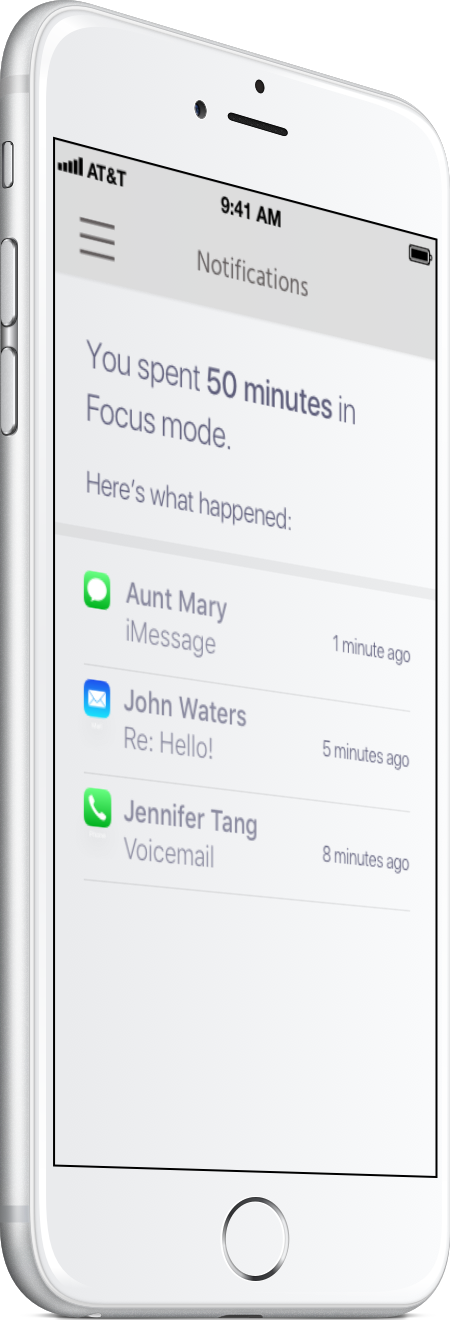 AT&T
9:41 AM
Notifications
You spent 50 minutes in
Focus mode.
Here's what happened:
Aunt Mary
iMessage
1 minute ago
John Waters
Re: Hello!
5 minutes ago
Jennifer Tang
Voicemail
8 minutes ago